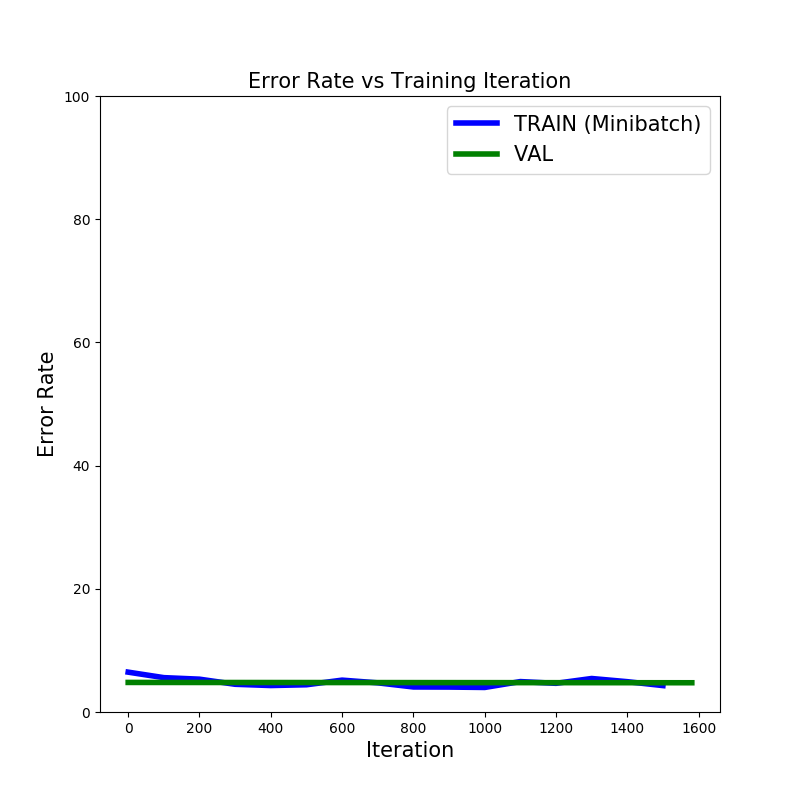 Error Rate vs Training Iteration
100
TRAIN (Minibatch)
VAL
80
60
40
20
0
Error Rate
0 200 400 600 800 1000 1200 1400 1600
Iteration